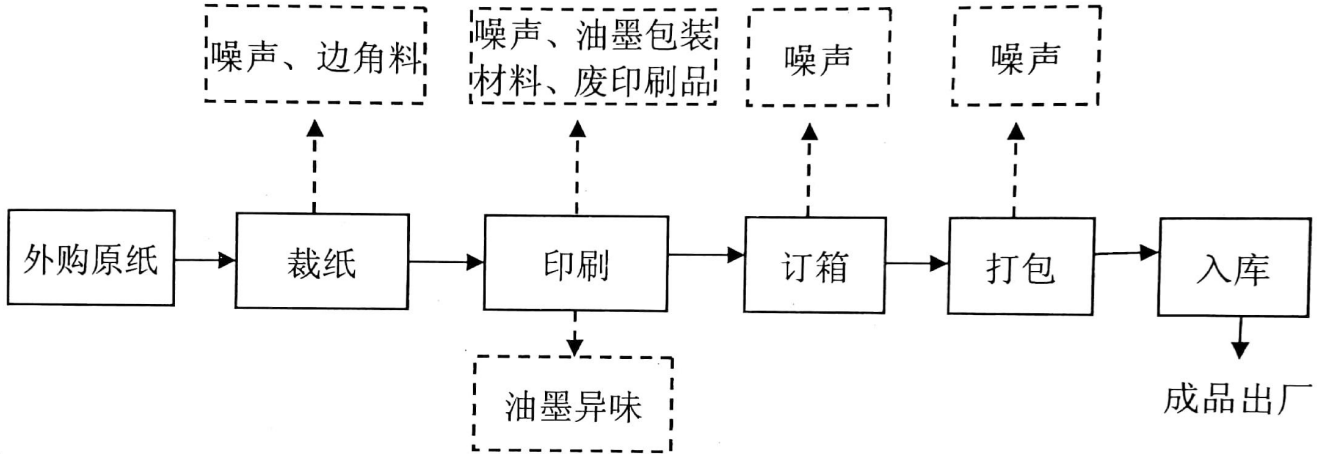 噪声、边角料
噪声、油墨包装
材料、废印刷品
噪声
噪声
外购原纸
裁纸
印刷
订箱
打包
入库
油墨异味
成品出厂